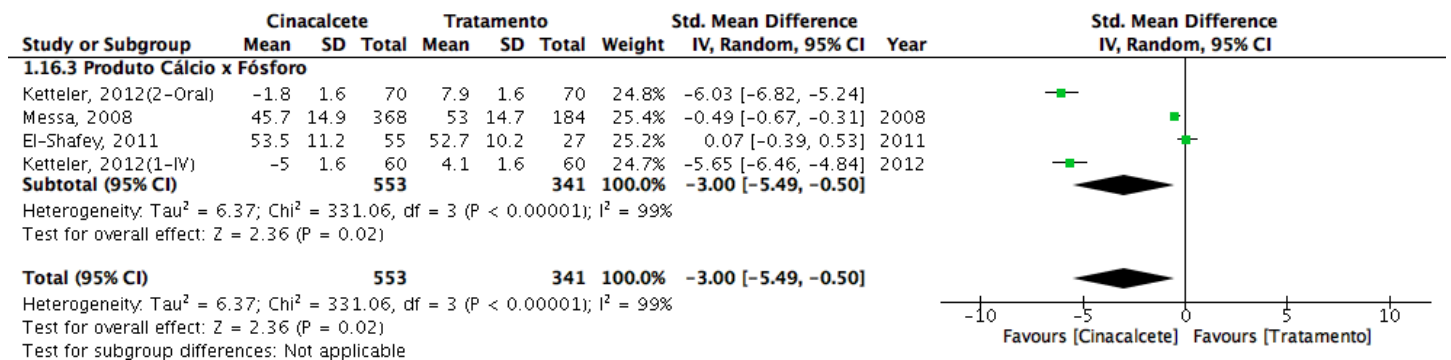 Cinacalcete Tratamento Std. Mean Difference Std. Mean Difference
Study or Subgroup Mean SD Total Mean SD Total Weight IV, Random, 95% CI Year IV, Random, 95% CI
1.16.3 Produto Cálcio x Fósforo
Ketteler, 2012(2-Oral) -1.8 1.6 70 7.9 1.6 70 24.8% -6.03 [-6.82, -5.24]
Messa, 2008 45.7 14.9 368 53 14.7 184 25.4% -0.49 [-0.67, -0.31] 2008
El-Shafey, 2011 53.5 11.2 55 52.7 10.2 27 25.2% 0.07 [-0.39, 0.53] 2011
Ketteler, 2012(1-IV) -5 1.6 60 4.1 1.6 60 24.7% -5.65 [-6.46, -4.84] 2012
Subtotal (95% CI) 553 341 100.0% -3.00 [-5.49, -0.50]
Heterogeneity: Tau² = 6.37; Chi² = 331.06, df = 3 (P < 0.00001); I² = 99%
Test for overall effect: Z = 2.36 (P = 0.02)
Total (95% CI) 553 341 100.0% -3.00 [-5.49, -0.50]
Heterogeneity: Tau² = 6.37; Chi² = 331.06, df = 3 (P < 0.00001); I² = 99%
Test for overall effect: Z = 2.36 (P = 0.02)
Test for subgroup differences: Not applicable
-10 -5 0 5 10
Favours [Cinacalcete] Favours [Tratamento]